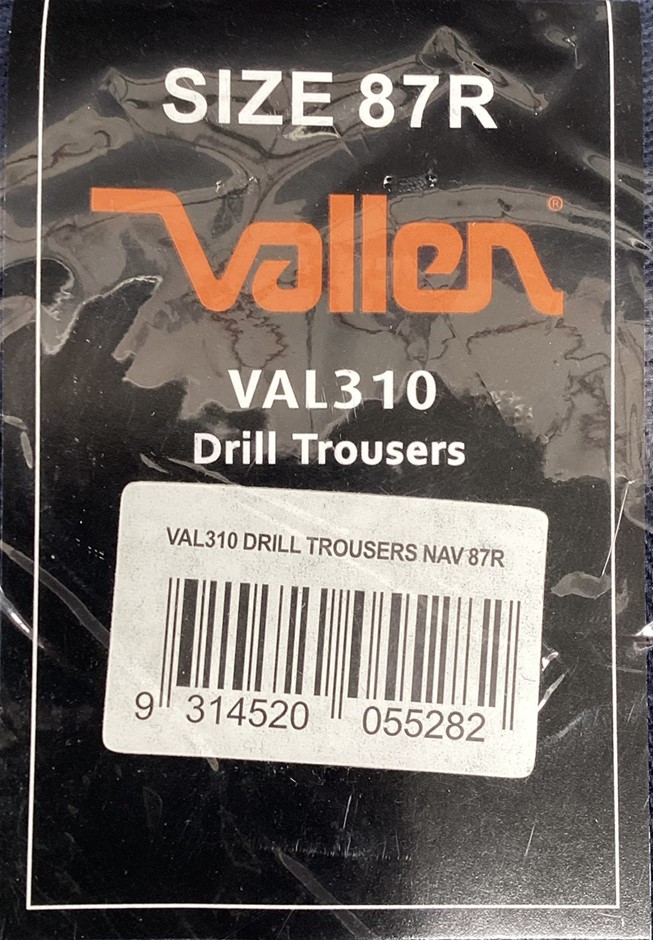 SIZE 87R
Vallen®
VAL310
Drill Trousers
VAL310 DRILL TROUSERS NAV 87R
9 314520 055282